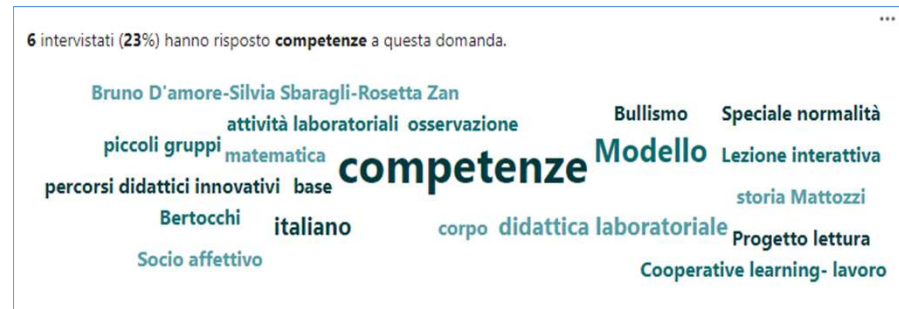 6 intervistati (23%) hanno risposto competenze a questa domanda.
Bruno D'amore-Silvia Sbaragli-Rosetta Zan
Bullismo Speciale normalità
attività laboratoriali osservazione
piccoli gruppi matematica competenze Modello Lezione interattiva
percorsi didattici innovativi base
storia Mattozzi
Bertocchi italiano corpo didattica laboratoriale
Progetto lettura
Socio affettivo
Cooperative learning- lavoro